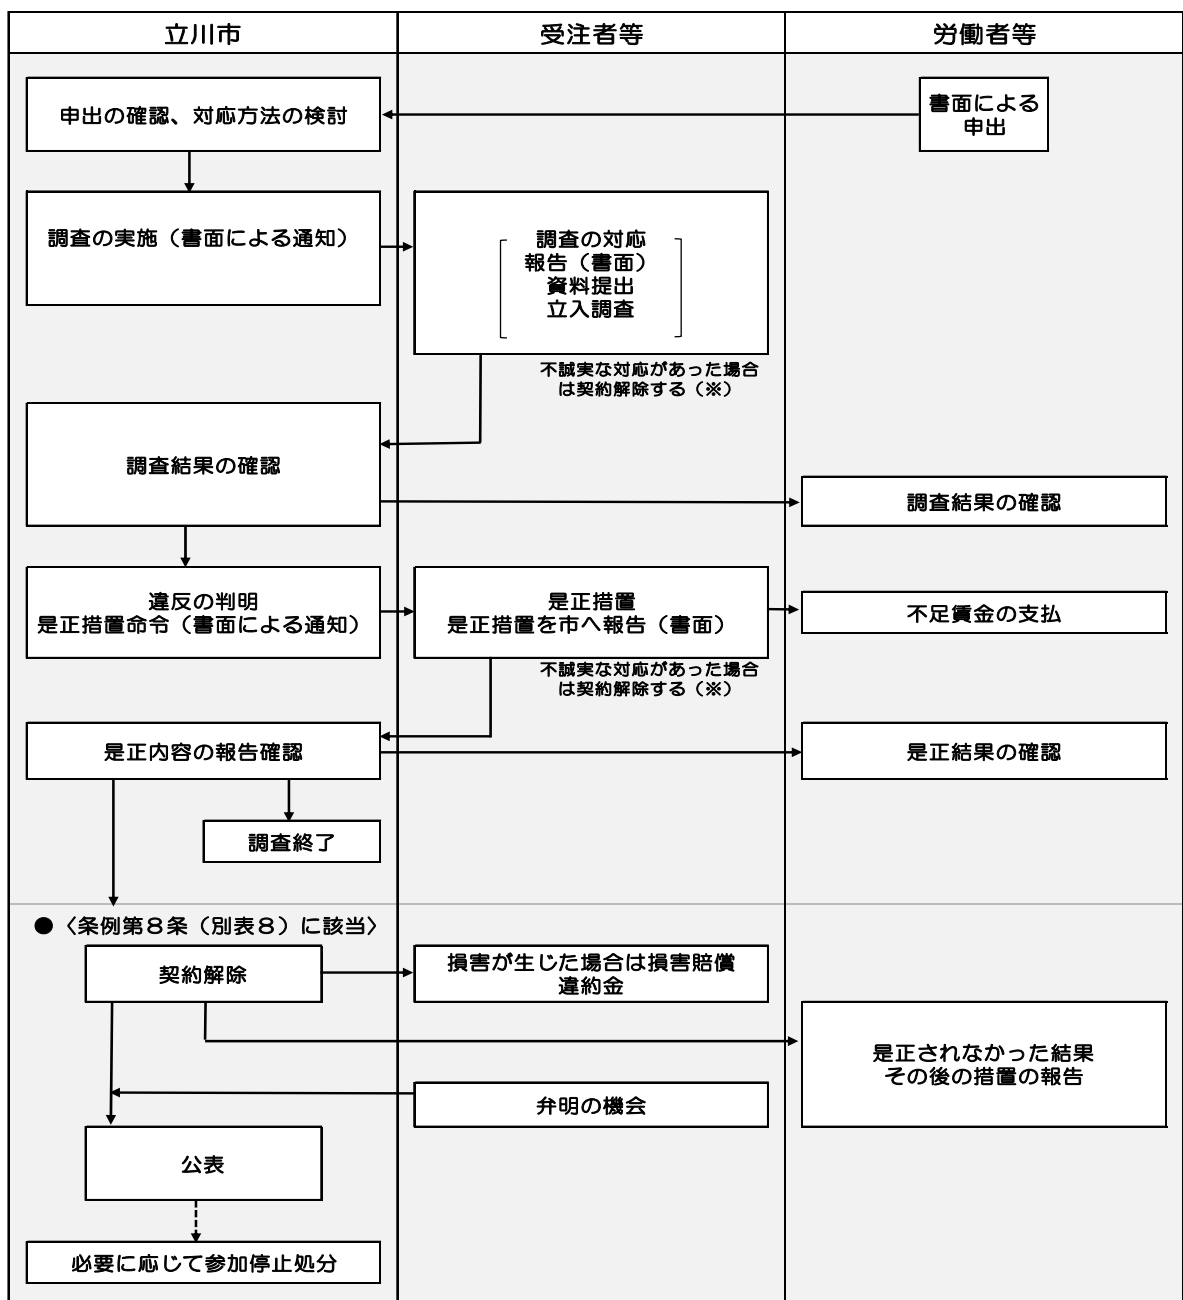 立川市
受注者等
労働者等
申出の確認、対応方法の検討
書面による
申出
調査の実施（書面による通知）
調査の対応
報告（書面）
資料提出
立入調査
不誠実な対応があった場合
は契約解除する（※）
調査結果の確認
調査結果の確認
違反の判明
是正措置命令（書面による通知）
是正措置
是正措置を市へ報告（書面）
不足賃金の支払
不誠実な対応があった場合
は契約解除する（※）
是正内容の報告確認
是正結果の確認
調査終了
●〈条例第８条（別表８）に該当〉
契約解除
損害が生じた場合は損害賠償
違約金
是正されなかった結果
その後の措置の報告
弁明の機会
公表
必要に応じて参加停止処分